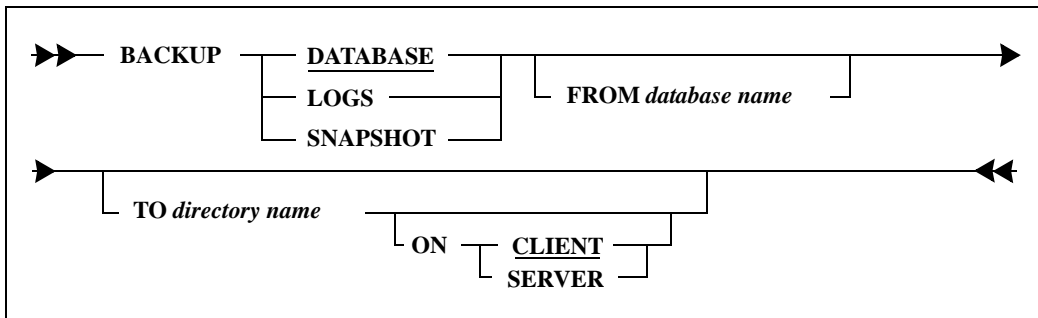 BACKUP DATABASE
LOGS
FROM database name
SNAPSHOT
TO directory name
ON CLIENT
SERVER